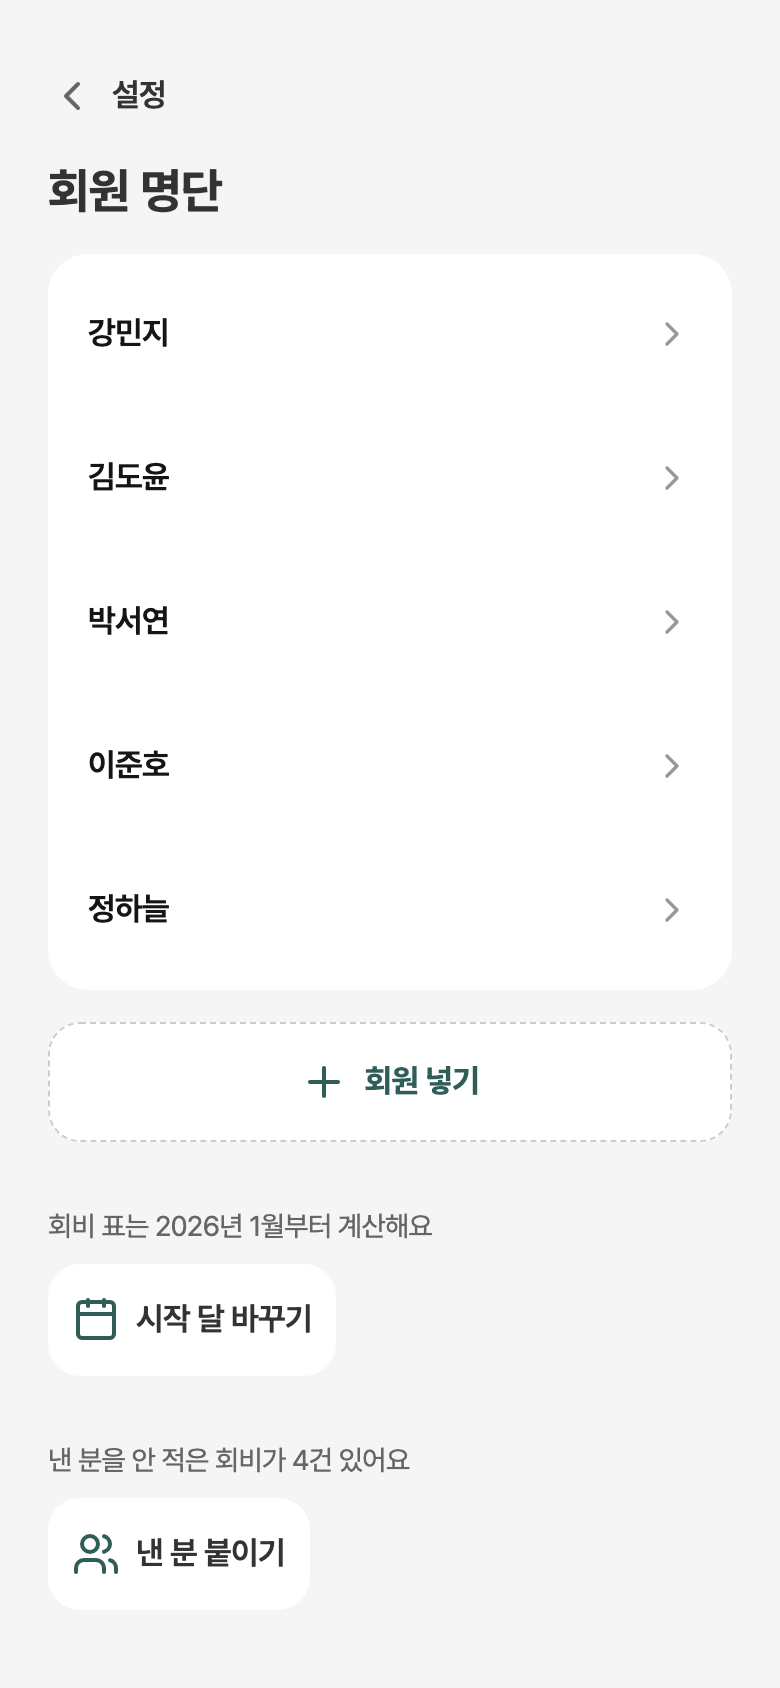 설정
회원 명단
강민지
김도윤
박서연
이준호
정하늘
회원 넣기
회비 표는 2026년 1월부터 계산해요
시작 달 바꾸기
낸 분을 안 적은 회비가 4건 있어요
낸 분 붙이기